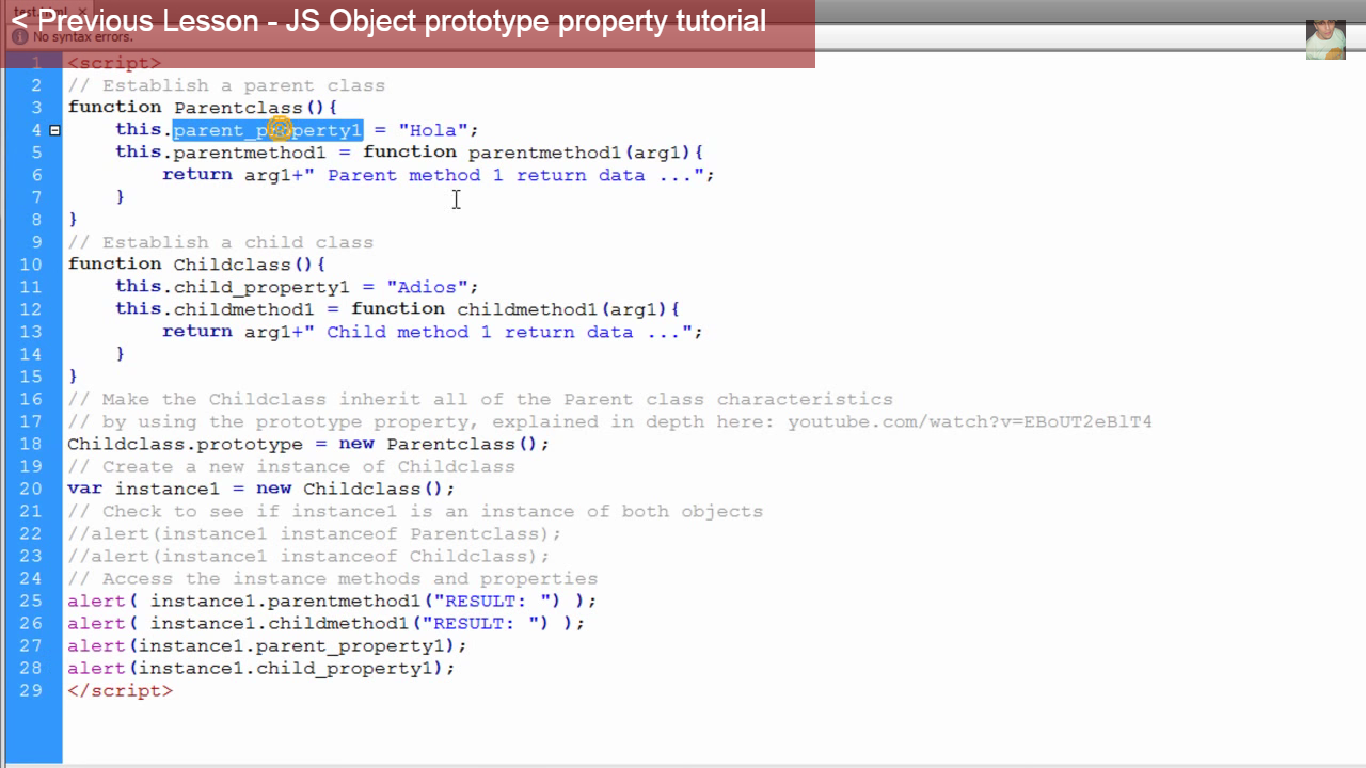 test.html ×
< Previous Lesson - JS Object prototype property tutorial
No syntax errors.
1 <script>
2 // Establish a parent class
3 function Parentclass(){
4 this.parent_property1 = "Hola";
5 this.parentmethod1 = function parentmethod1(arg1){
6 return arg1+" Parent method 1 return data ...";
7 }
8 }
9 // Establish a child class
10 function Childclass(){
11 this.child_property1 = "Adios";
12 this.childmethod1 = function childmethod1(arg1){
13 return arg1+" Child method 1 return data ...";
14 }
15 }
16 // Make the Childclass inherit all of the Parent class characteristics
17 // by using the prototype property, explained in depth here: youtube.com/watch?v=EBoUT2eBlT4
18 Childclass.prototype = new Parentclass();
19 // Create a new instance of Childclass
20 var instance1 = new Childclass();
21 // Check to see if instance1 is an instance of both objects
22 //alert(instance1 instanceof Parentclass);
23 //alert(instance1 instanceof Childclass);
24 // Access the instance methods and properties
25 alert( instance1.parentmethod1("RESULT: ") );
26 alert( instance1.childmethod1("RESULT: ") );
27 alert(instance1.parent_property1);
28 alert(instance1.child_property1);
29 </script>